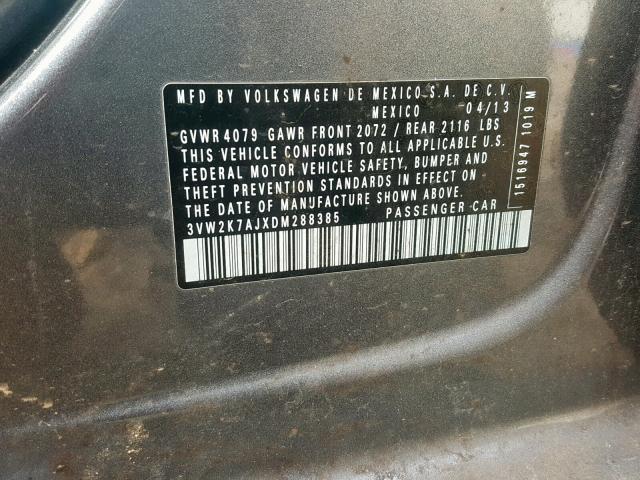 MFD BY VOLKSWAGEN DE MEXICO S.A. DE C.V.
MEXICO 04/13
GVWR 4079 GAWR FRONT 2072 / REAR 2116 LBS
THIS VEHICLE CONFORMS TO ALL APPLICABLE U.S.
FEDERAL MOTOR VEHICLE SAFETY, BUMPER AND
THEFT PREVENTION STANDARDS IN EFFECT ON
THE DATE OF MANUFACTURE SHOWN ABOVE.
3VW2K7AJXDM288385 PASSENGER CAR
1516947 1019 M